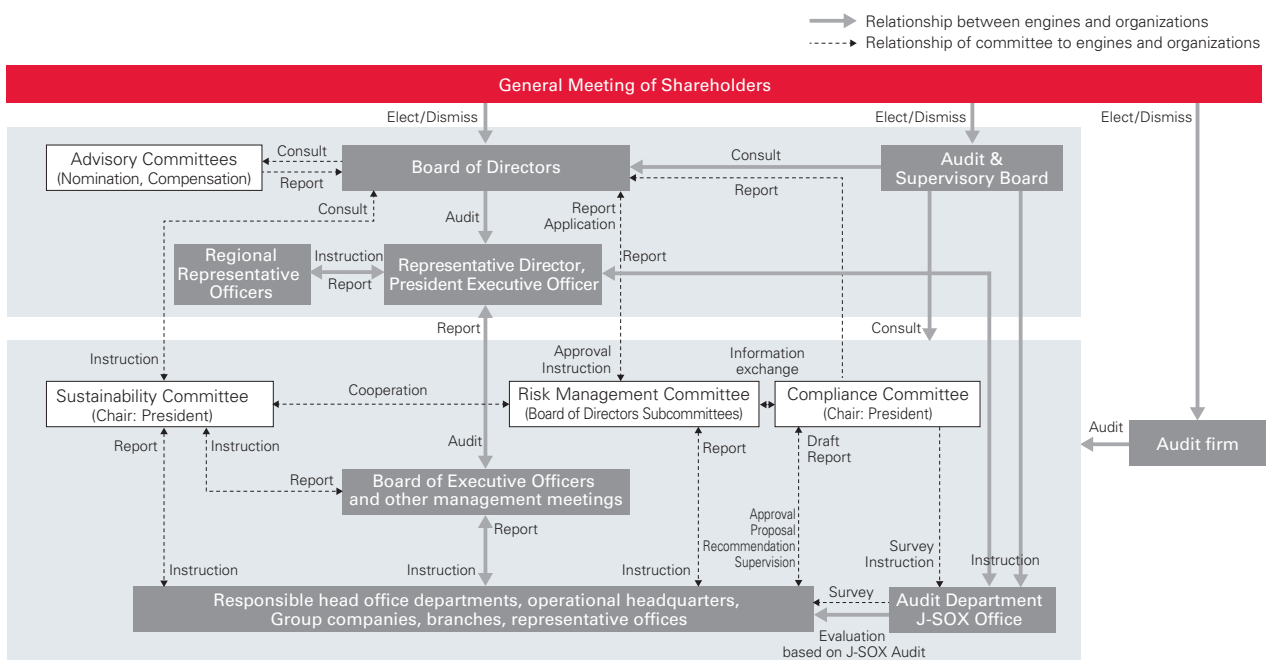 Relationship between engines and organizations
Relationship of committee to engines and organizations
General Meeting of Shareholders
Elect/Dismiss
Elect/Dismiss
Elect/Dismiss
Advisory Committees
(Nomination, Compensation)
Consult
Report
Board of Directors
Consult
Report
Audit &
Supervisory Board
Consult
Audit
Report
Application
Regional
Representative
Officers
Instruction
Report
Representative Director,
President Executive Officer
Report
Report
Consult
Instruction
Approval
Instruction
Information
exchange
Sustainability Committee
(Chair: President)
Cooperation
Risk Management Committee
(Board of Directors Subcommittees)
Compliance Committee
(Chair: President)
Report
Instruction
Audit
Report
Draft
Report
Audit
Audit firm
Report
Board of Executive Officers
and other management meetings
Report
Approval
Proposal
Recommendation
Supervision
Survey
Instruction
Instruction
Instruction
Instruction
Instruction
Responsible head office departments, operational headquarters,
Group companies, branches, representative offices
Survey
Audit Department
J-SOX Office
Evaluation
based on J-SOX Audit